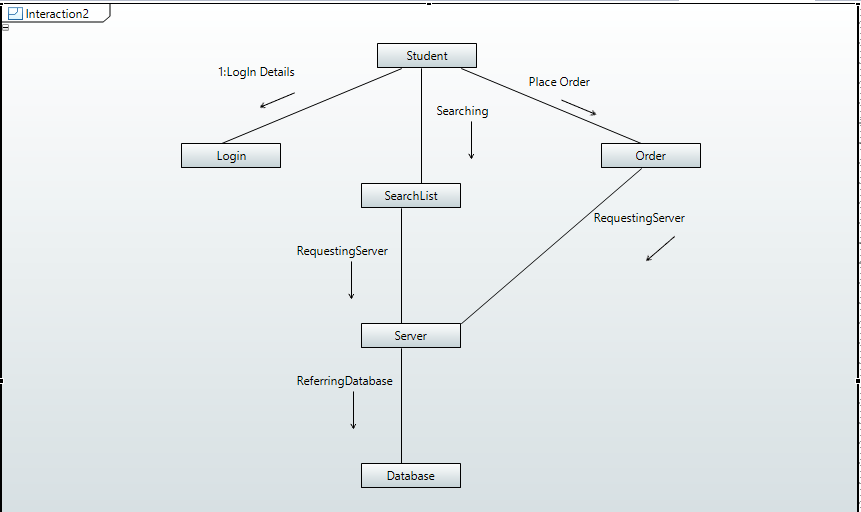 Interaction2
Student
1:LogIn Details
Place Order
Searching
Login
Order
SearchList
RequestingServer
RequestingServer
Server
ReferringDatabase
Database